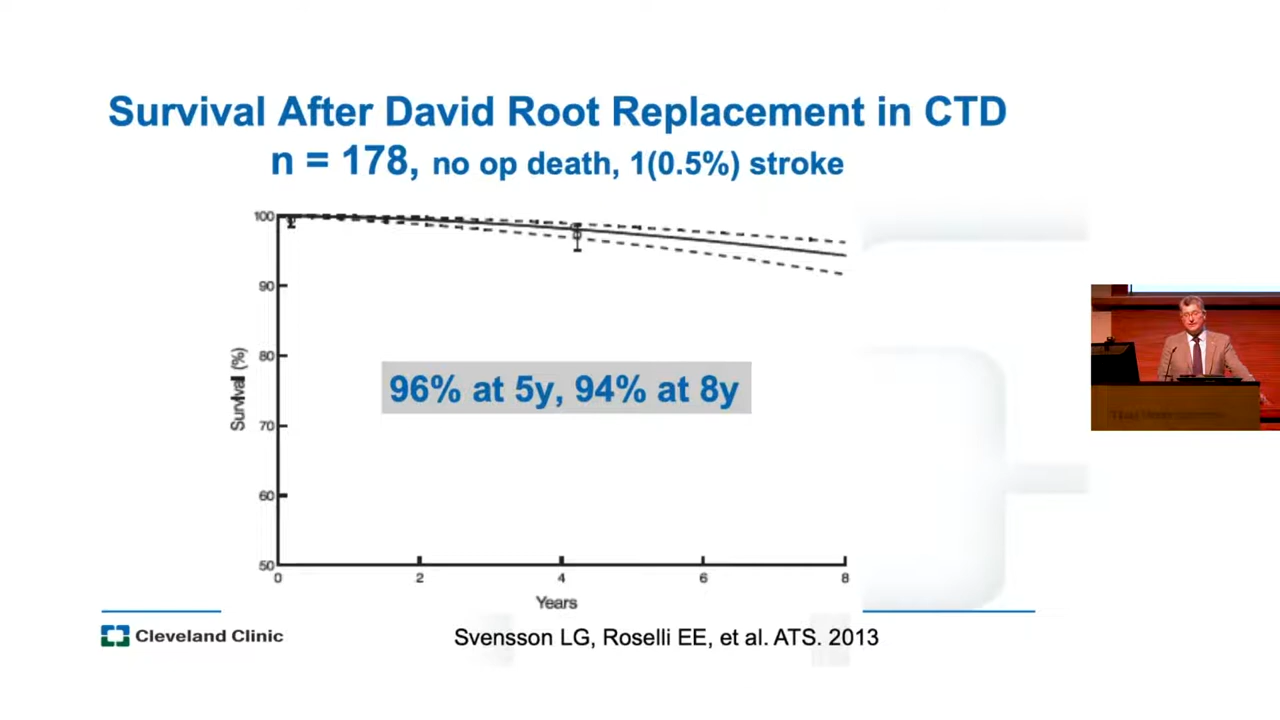 Survival After David Root Replacement in CTD
n = 178, no op death, 1(0.5%) stroke
100
90
80
70
60
50
Survival (%)
96% at 5y, 94% at 8y
0 2 4 6 8
Years
Cleveland Clinic
Svensson LG, Roselli EE, et al. ATS. 2013